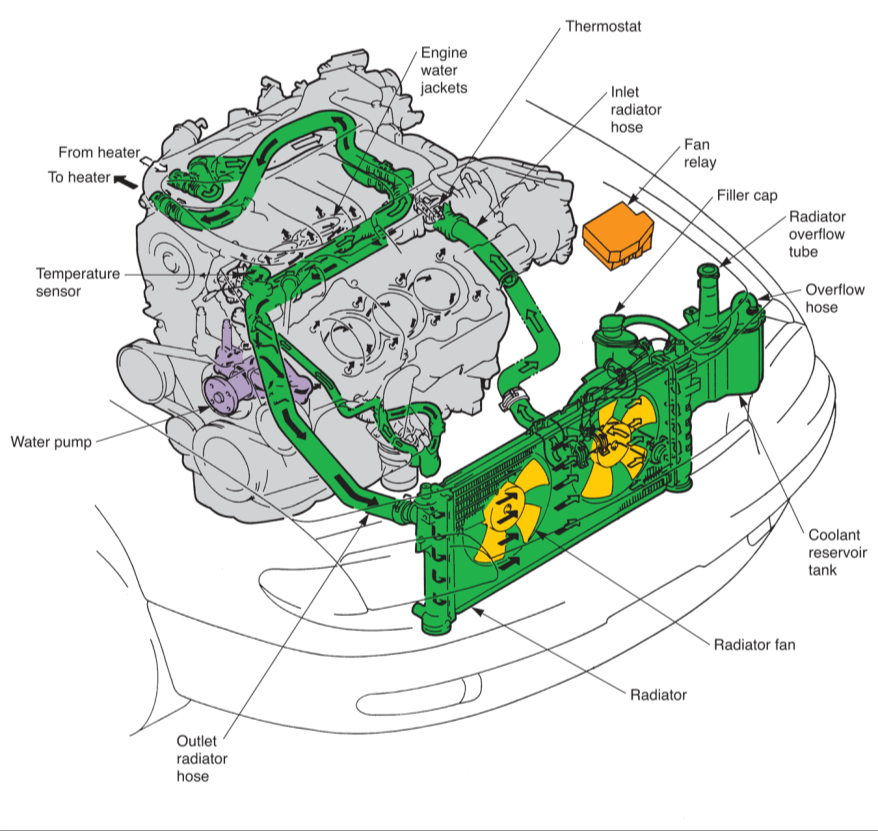 Thermostat
Engine
water
jackets
Inlet
radiator
hose
From heater
To heater
Fan
relay
Filler cap
Radiator
overflow
tube
Temperature
sensor
Overflow
hose
Water pump
Coolant
reservoir
tank
Radiator fan
Radiator
Outlet
radiator
hose